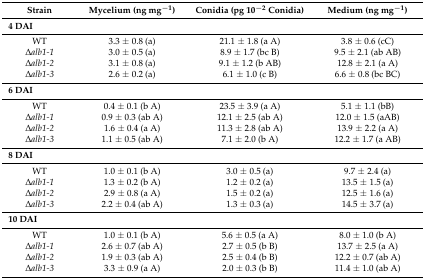 Strain Mycelium (ng mg⁻¹) Conidia (pg 10⁻² Conidia) Medium (ng mg⁻¹)
4 DAI
WT 3.3 ± 0.8 (a) 21.1 ± 1.8 (a A) 3.8 ± 0.6 (cC)
Δalb1-1 3.0 ± 0.5 (a) 8.9 ± 1.7 (bc B) 9.5 ± 2.1 (ab AB)
Δalb1-2 3.1 ± 0.8 (a) 9.1 ± 1.2 (b AB) 12.8 ± 2.1 (a A)
Δalb1-3 2.6 ± 0.2 (a) 6.1 ± 1.0 (c B) 6.6 ± 0.8 (bc BC)
6 DAI
WT 0.4 ± 0.1 (b A) 23.5 ± 3.9 (a A) 5.1 ± 1.1 (bB)
Δalb1-1 0.9 ± 0.3 (ab A) 12.1 ± 2.5 (ab A) 12.0 ± 1.5 (aAB)
Δalb1-2 1.6 ± 0.4 (a A) 11.3 ± 2.8 (ab A) 13.9 ± 2.2 (a A)
Δalb1-3 1.1 ± 0.5 (ab A) 7.1 ± 2.0 (b A) 12.2 ± 1.7 (a AB)
8 DAI
WT 1.0 ± 0.1 (b A) 3.0 ± 0.5 (a) 9.7 ± 2.4 (a)
Δalb1-1 1.3 ± 0.2 (b A) 1.2 ± 0.2 (a) 13.5 ± 1.5 (a)
Δalb1-2 2.9 ± 0.8 (a A) 1.5 ± 0.2 (a) 12.5 ± 1.6 (a)
Δalb1-3 2.2 ± 0.4 (ab A) 1.3 ± 0.3 (a) 14.5 ± 3.7 (a)
10 DAI
WT 1.0 ± 0.1 (b A) 5.6 ± 0.5 (a A) 8.0 ± 1.0 (b A)
Δalb1-1 2.6 ± 0.7 (ab A) 2.7 ± 0.5 (b B) 13.7 ± 2.5 (a A)
Δalb1-2 1.9 ± 0.3 (ab A) 2.5 ± 0.4 (b B) 12.2 ± 0.7 (ab A)
Δalb1-3 3.3 ± 0.9 (a A) 2.0 ± 0.3 (b B) 11.4 ± 1.0 (ab A)